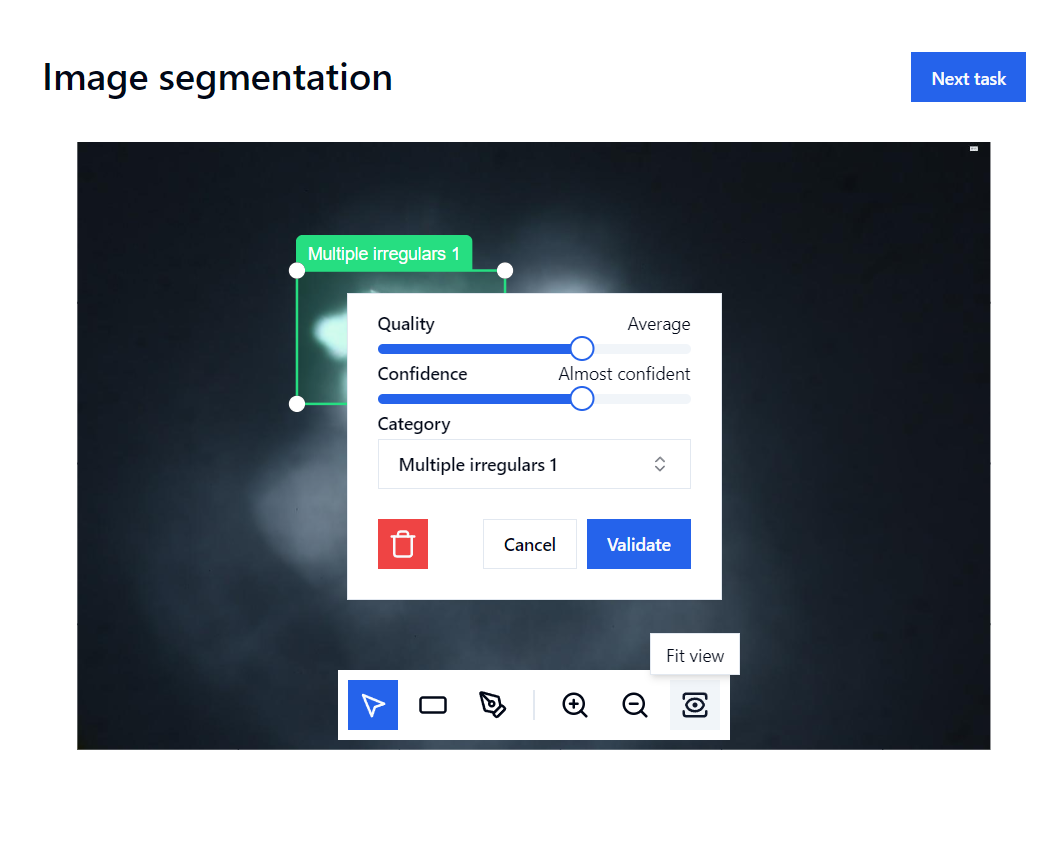 Image segmentation
Next task
Multiple irregulars 1
Quality
Average
Confidence
Almost confident
Category
Multiple irregulars 1
Cancel
Validate
Fit view